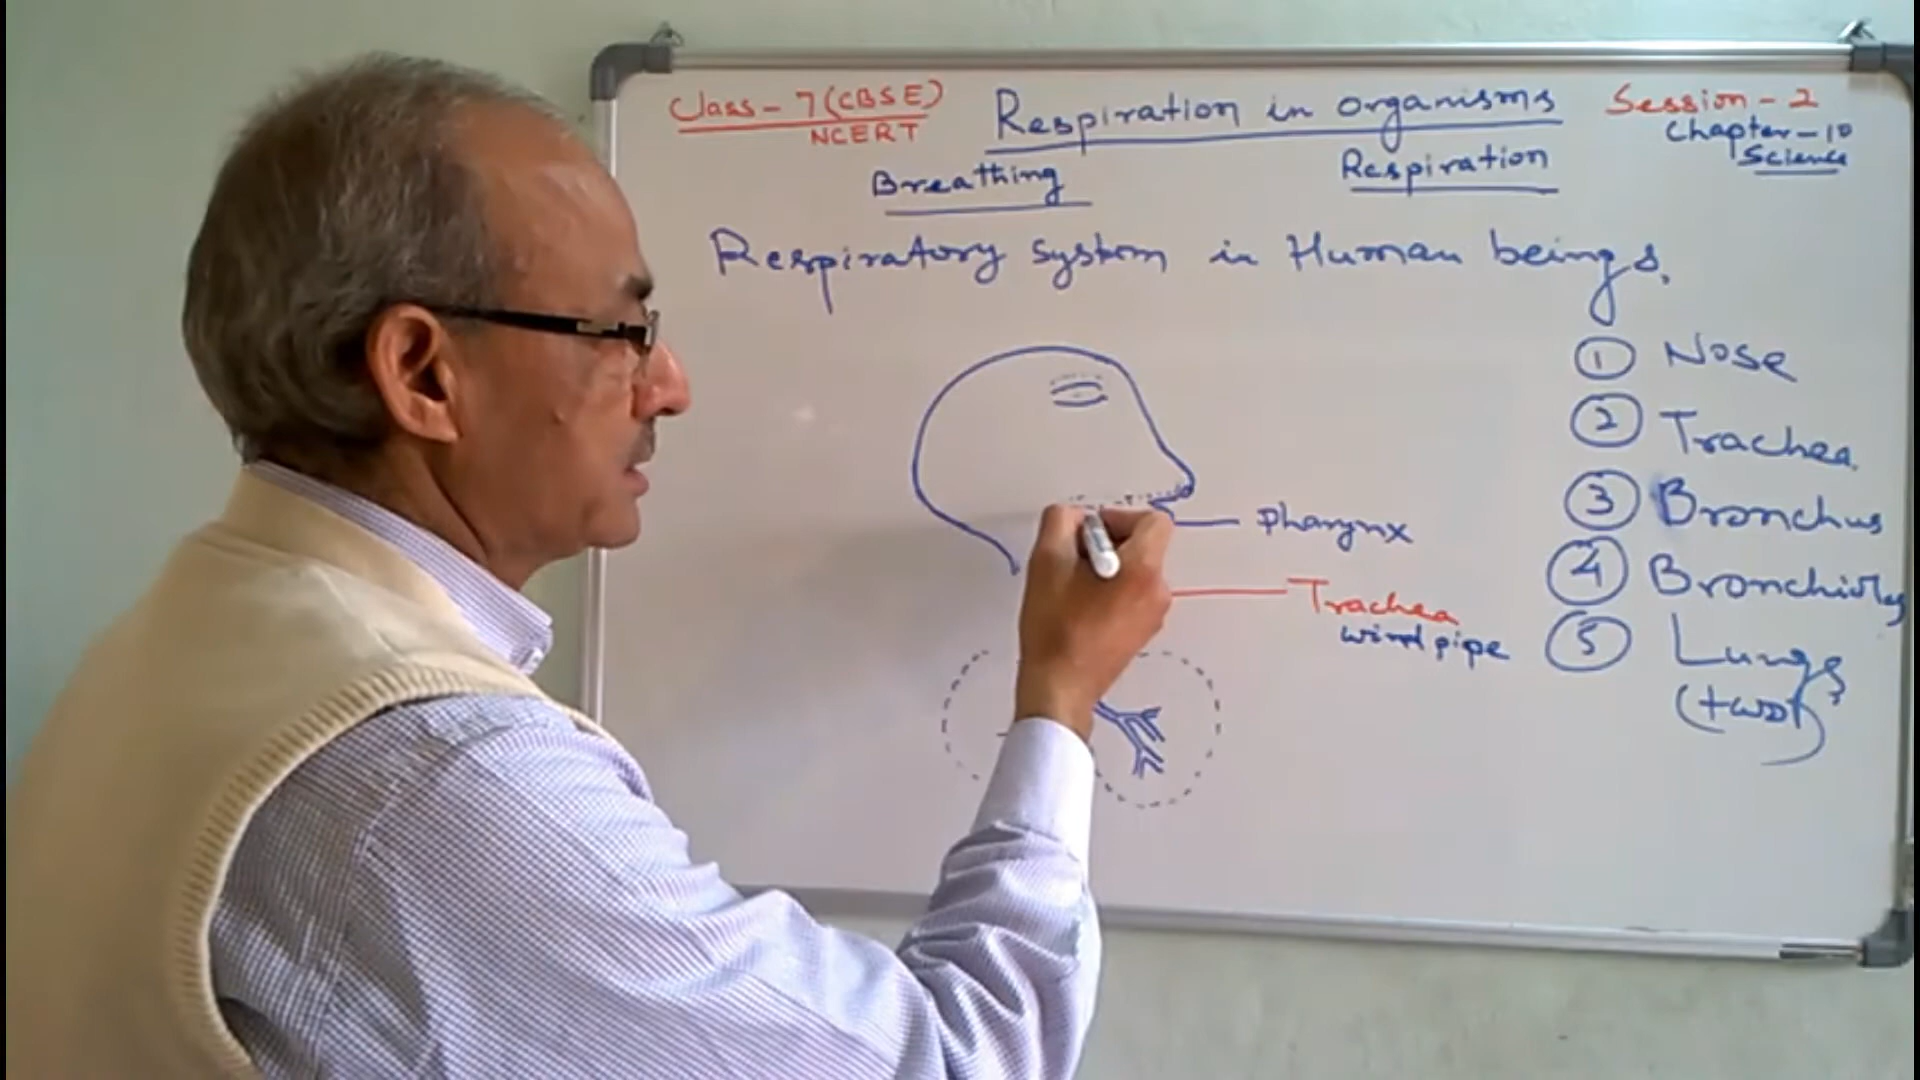 Class - 7 (CBSE)
NCERT
Respiration in organisms
Session - 2
Chapter - 10
Science
Breathing
Respiration
Respiratory system in Human beings.
① Nose
② Trachea
③ Bronchus
④ Bronchioles
⑤ Lungs
(two)
Pharynx
Trachea
wind pipe